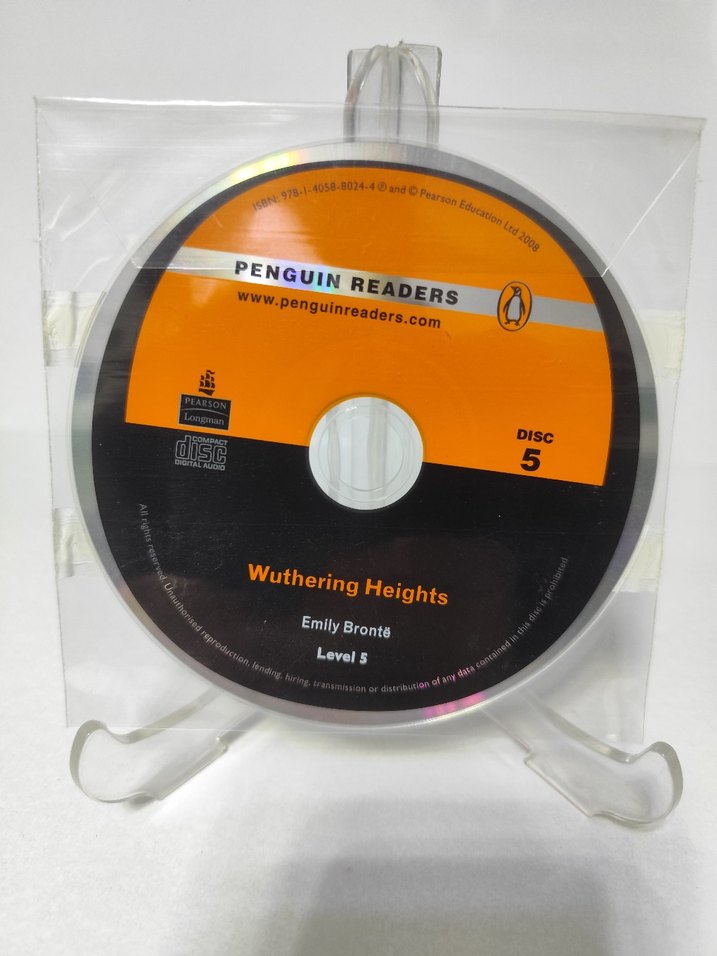 ISBN: 978-1-4058-8024-4 ℗ and © Pearson Education Ltd 2008
PENGUIN READERS
www.penguinreaders.com
PEARSON
Longman
COMPACT
disc
DIGITAL AUDIO
DISC
5
Wuthering Heights
Emily Brontë
Level 5
All rights reserved. Unauthorised reproduction, lending, hiring, transmission or distribution of any data contained in this disc is prohibited.